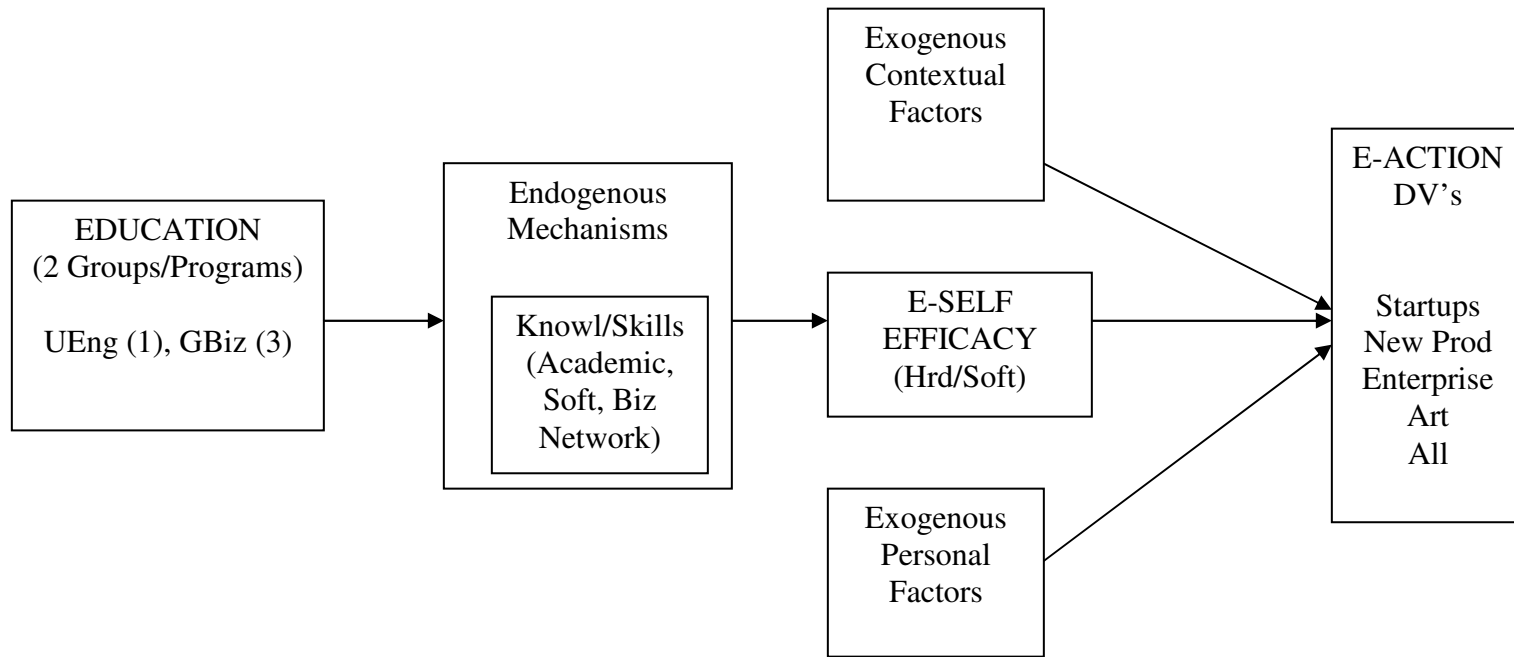 EDUCATION
(2 Groups/Programs)
UEng (1), GBiz (3)
Endogenous
Mechanisms
Knowl/Skills
(Academic,
Soft, Biz
Network)
Exogenous
Contextual
Factors
E-SELF
EFFICACY
(Hrd/Soft)
Exogenous
Personal
Factors
E-ACTION
DV’s
Startups
New Prod
Enterprise
Art
All